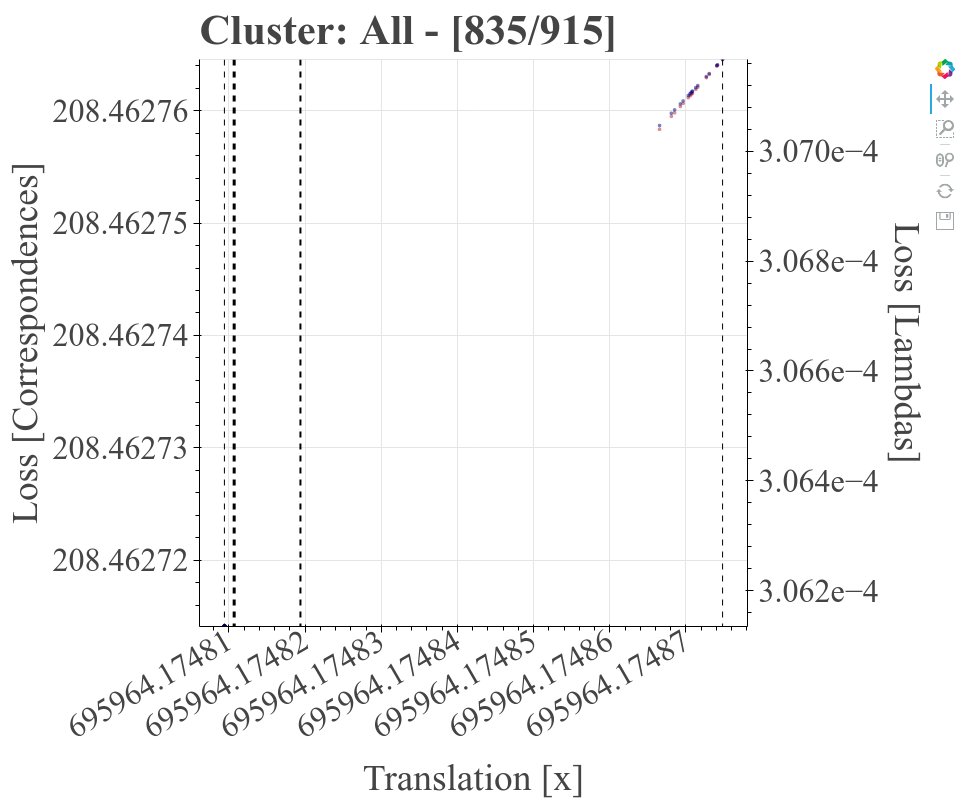 Cluster: All - [835/915]
208.46276
208.46275
208.46274
208.46273
208.46272
Loss [Correspondences]
3.070e−4
3.068e−4
3.066e−4
3.064e−4
3.062e−4
Loss [Lambdas]
695964.17481
695964.17482
695964.17483
695964.17484
695964.17485
695964.17486
695964.17487
Translation [x]